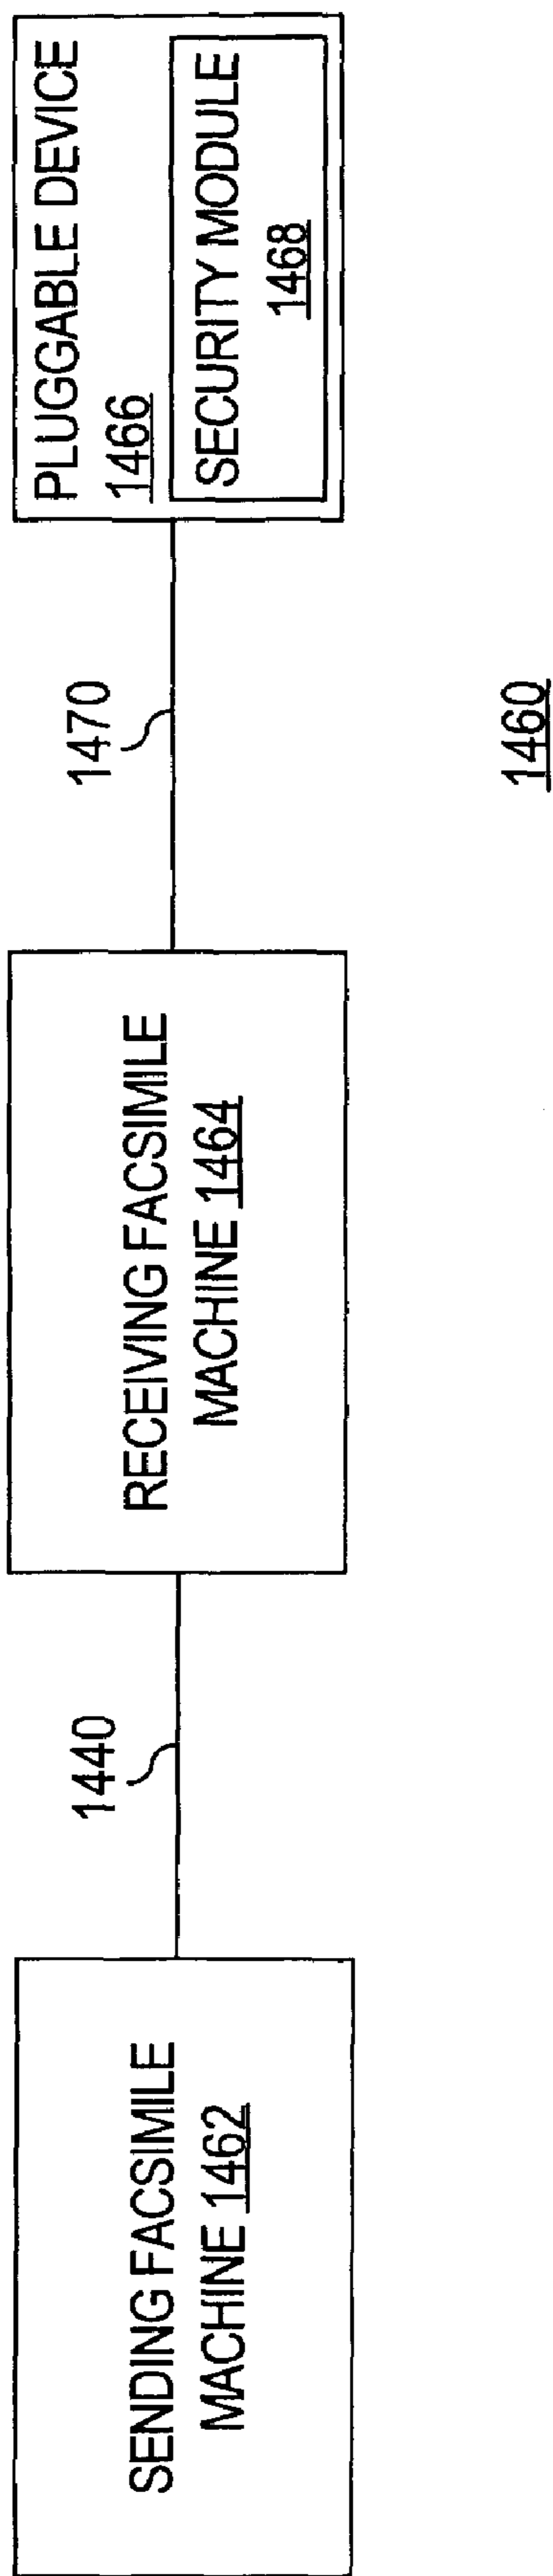 SENDING FACSIMILE
MACHINE 1462
1440
RECEIVING FACSIMILE
MACHINE 1464
1470
PLUGGABLE DEVICE
1466
SECURITY MODULE
1468
1460